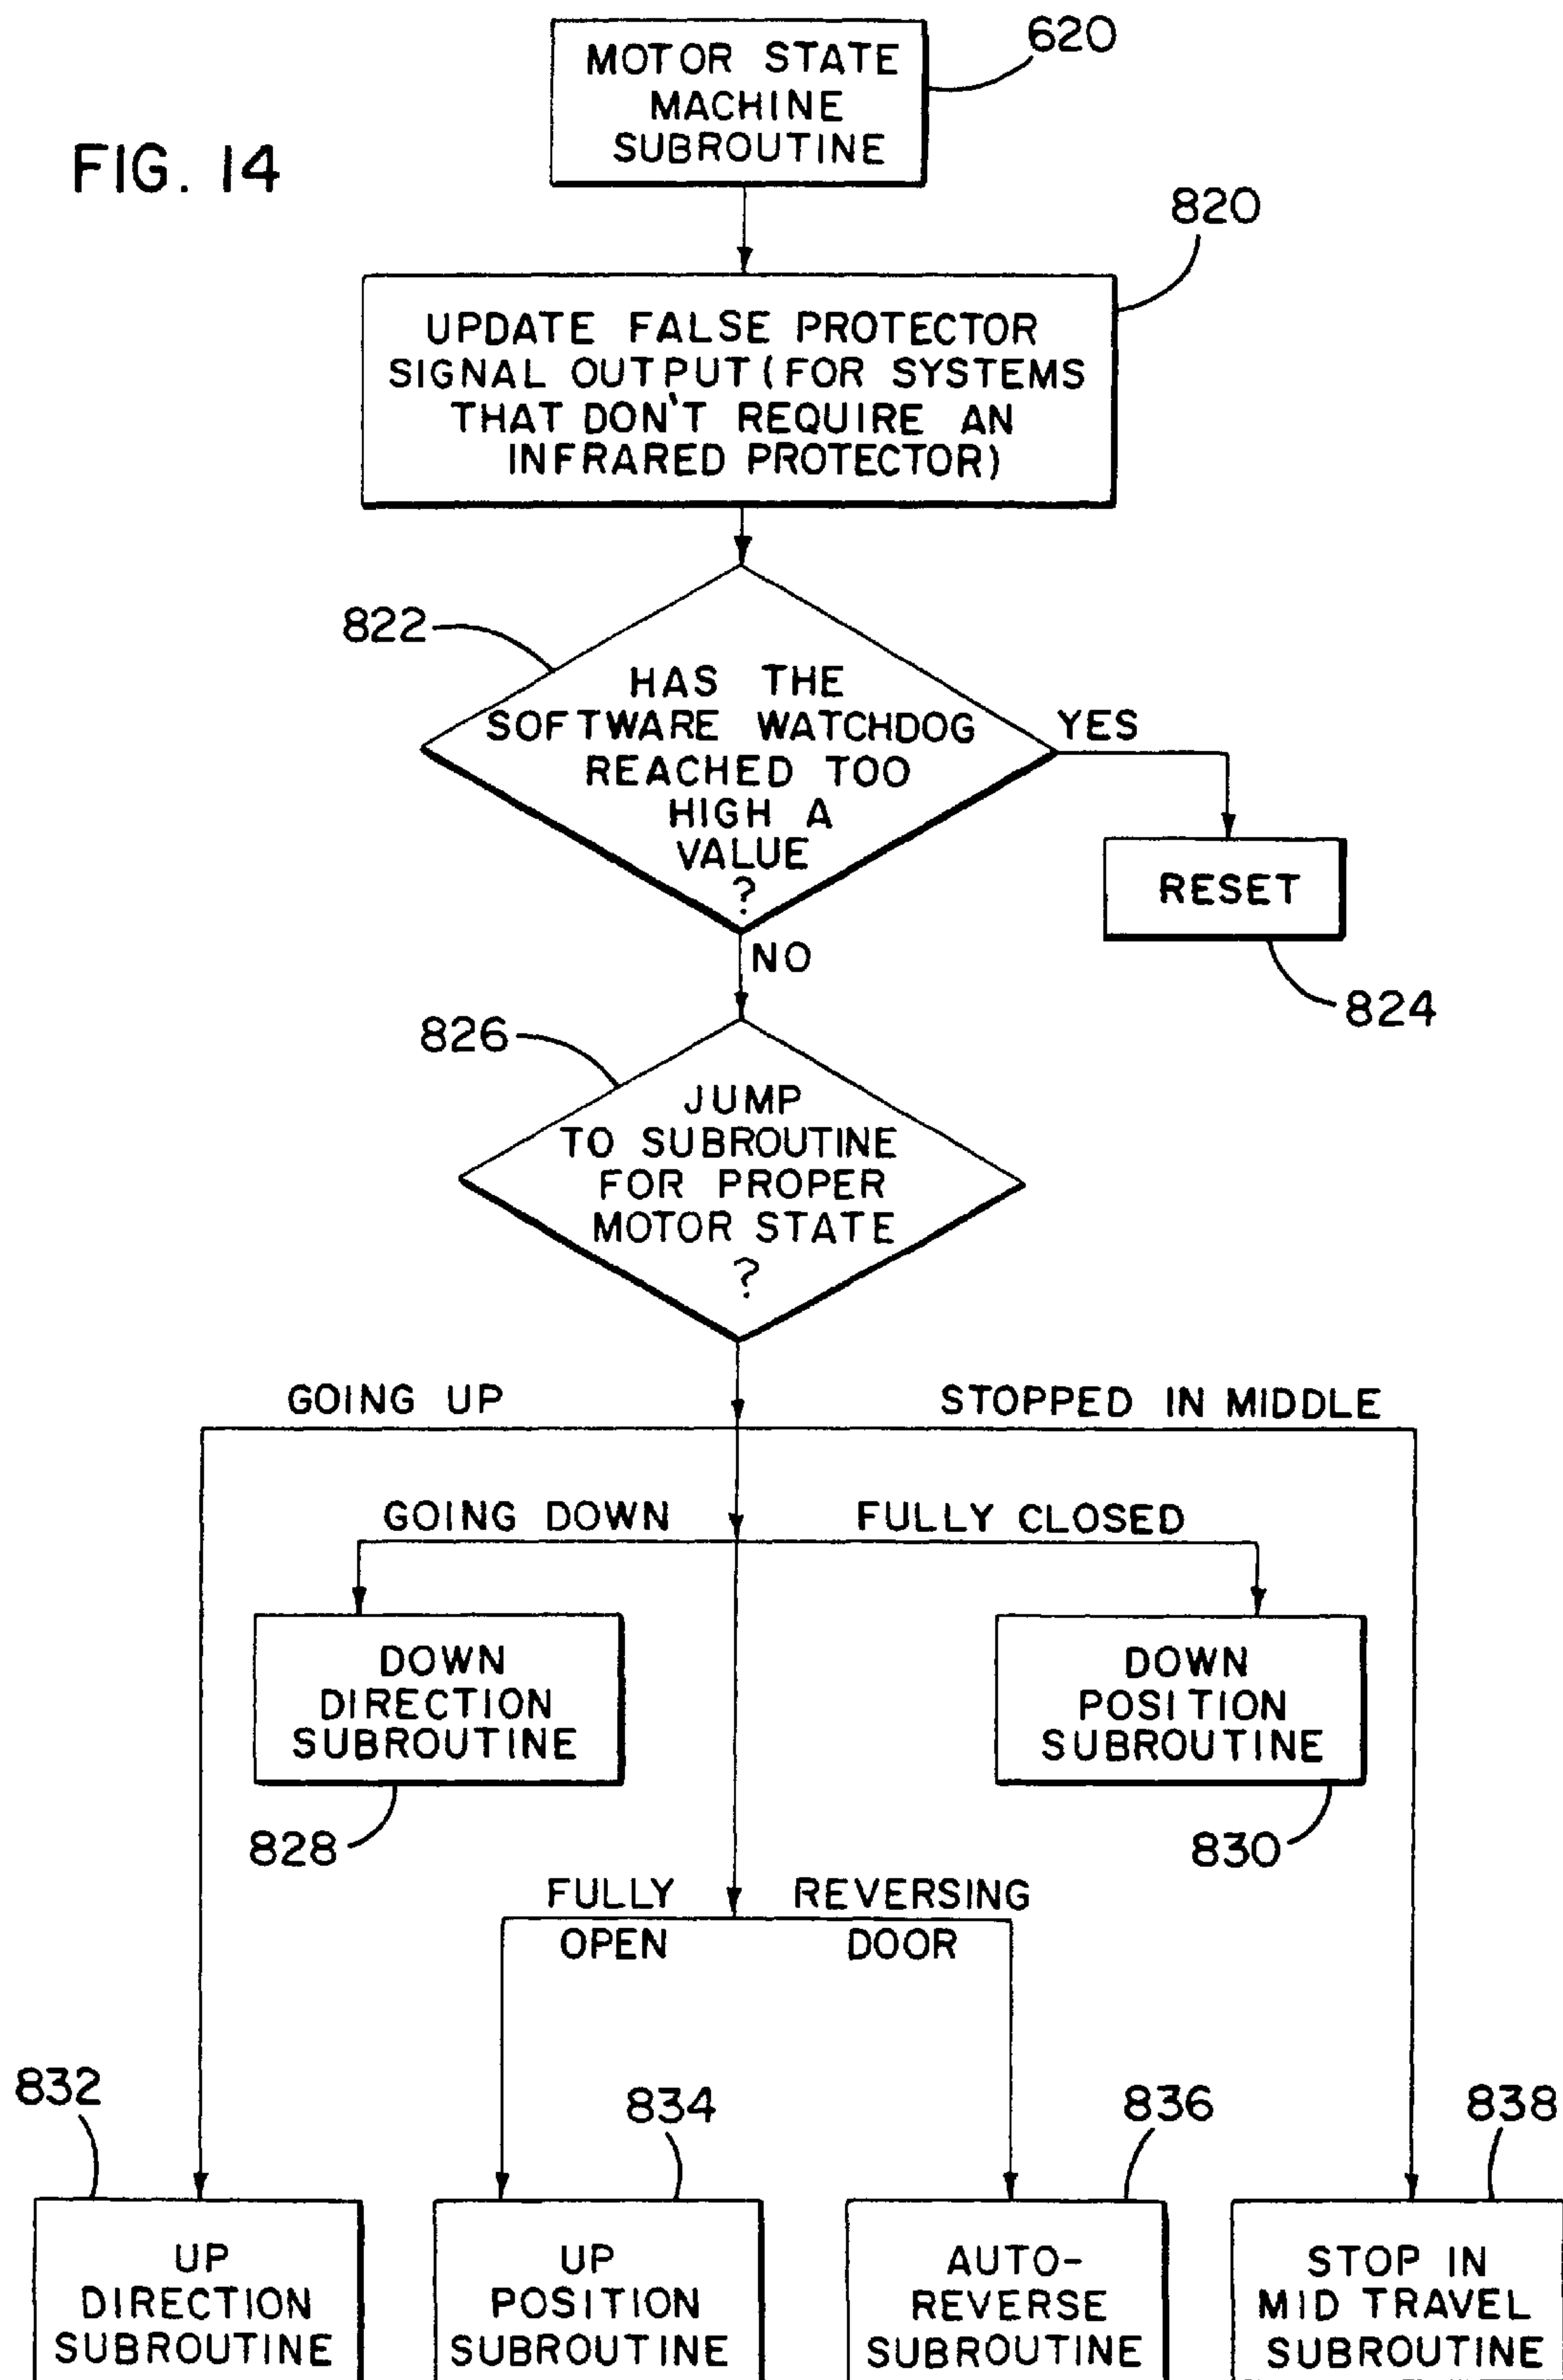 FIG. 14
MOTOR STATE
MACHINE
SUBROUTINE
620
820
UPDATE FALSE PROTECTOR
SIGNAL OUTPUT (FOR SYSTEMS
THAT DON'T REQUIRE AN
INFRARED PROTECTOR)
822
HAS THE
SOFTWARE WATCHDOG
REACHED TOO
HIGH A
VALUE
?
YES
RESET
824
NO
826
JUMP
TO SUBROUTINE
FOR PROPER
MOTOR STATE
?
GOING UP
STOPPED IN MIDDLE
GOING DOWN
FULLY CLOSED
DOWN
DIRECTION
SUBROUTINE
828
DOWN
POSITION
SUBROUTINE
830
FULLY
OPEN
REVERSING
DOOR
832
834
836
838
UP
DIRECTION
SUBROUTINE
UP
POSITION
SUBROUTINE
AUTO-
REVERSE
SUBROUTINE
STOP IN
MID TRAVEL
SUBROUTINE